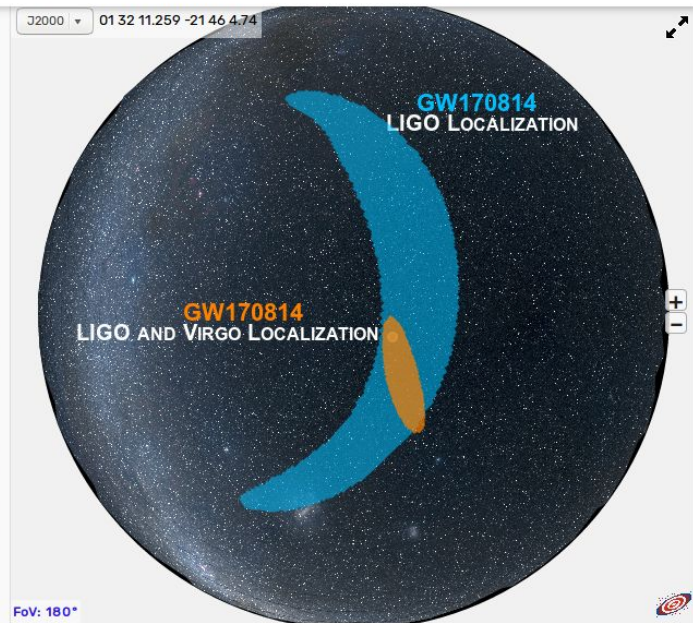 J2000 01 32 11.259 -21 46 4.74
GW170814
LIGO LOCALIZATION
GW170814
LIGO AND VIRGO LOCALIZATION
+
−
FoV: 180°